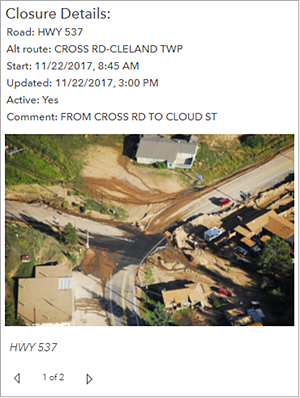 Closure Details:
Road: HWY 537
Alt route: CROSS RD-CLELAND TWP
Start: 11/22/2017, 8:45 AM
Updated: 11/22/2017, 3:00 PM
Active: Yes
Comment: FROM CROSS RD TO CLOUD ST
HWY 537
1 of 2